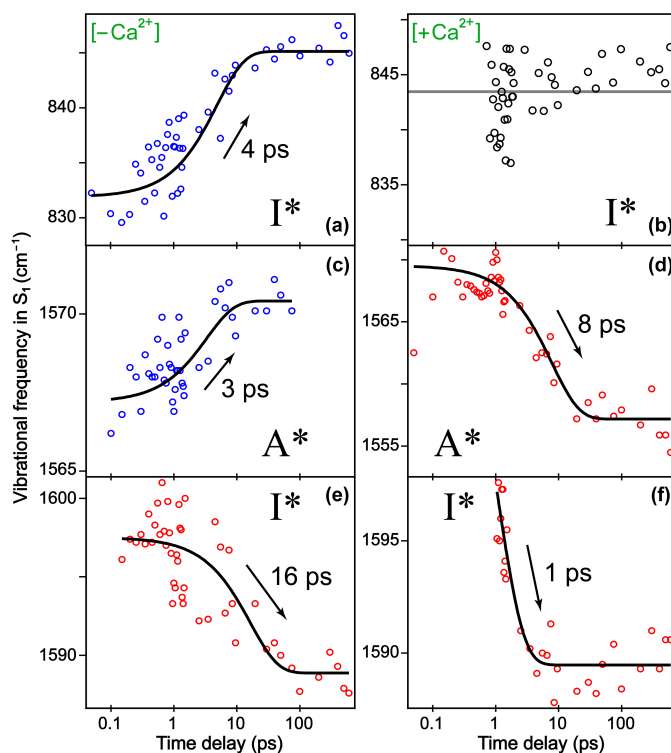 [−Ca²⁺]
[+Ca²⁺]
845
840
830
4 ps
I*
(a)
845
835
I*
(b)
Vibrational frequency in S₁ (cm⁻¹)
(c)
1570
1565
3 ps
A*
(d)
1565
1555
8 ps
A*
(e)
I*
1600
1590
16 ps
(f)
I*
1595
1590
1 ps
0.1 1 10 100
0.1 1 10 100
Time delay (ps)
Time delay (ps)